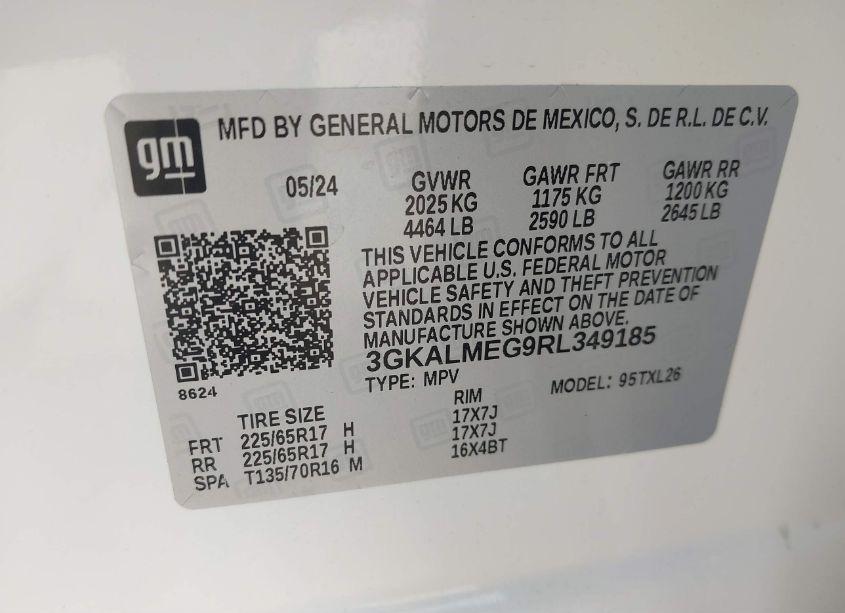 gm
MFD BY GENERAL MOTORS DE MEXICO, S. DE R.L. DE C.V.
05/24
GVWR
2025 KG
4464 LB
GAWR FRT
1175 KG
2590 LB
GAWR RR
1200 KG
2645 LB
THIS VEHICLE CONFORMS TO ALL
APPLICABLE U.S. FEDERAL MOTOR
VEHICLE SAFETY AND THEFT PREVENTION
STANDARDS IN EFFECT ON THE DATE OF
MANUFACTURE SHOWN ABOVE.
3GKALMEG9RL349185
TYPE: MPV
MODEL: 95TXL26
8624
TIRE SIZE RIM
FRT 225/65R17 H 17X7J
RR 225/65R17 H 17X7J
SPA T135/70R16 M 16X4BT